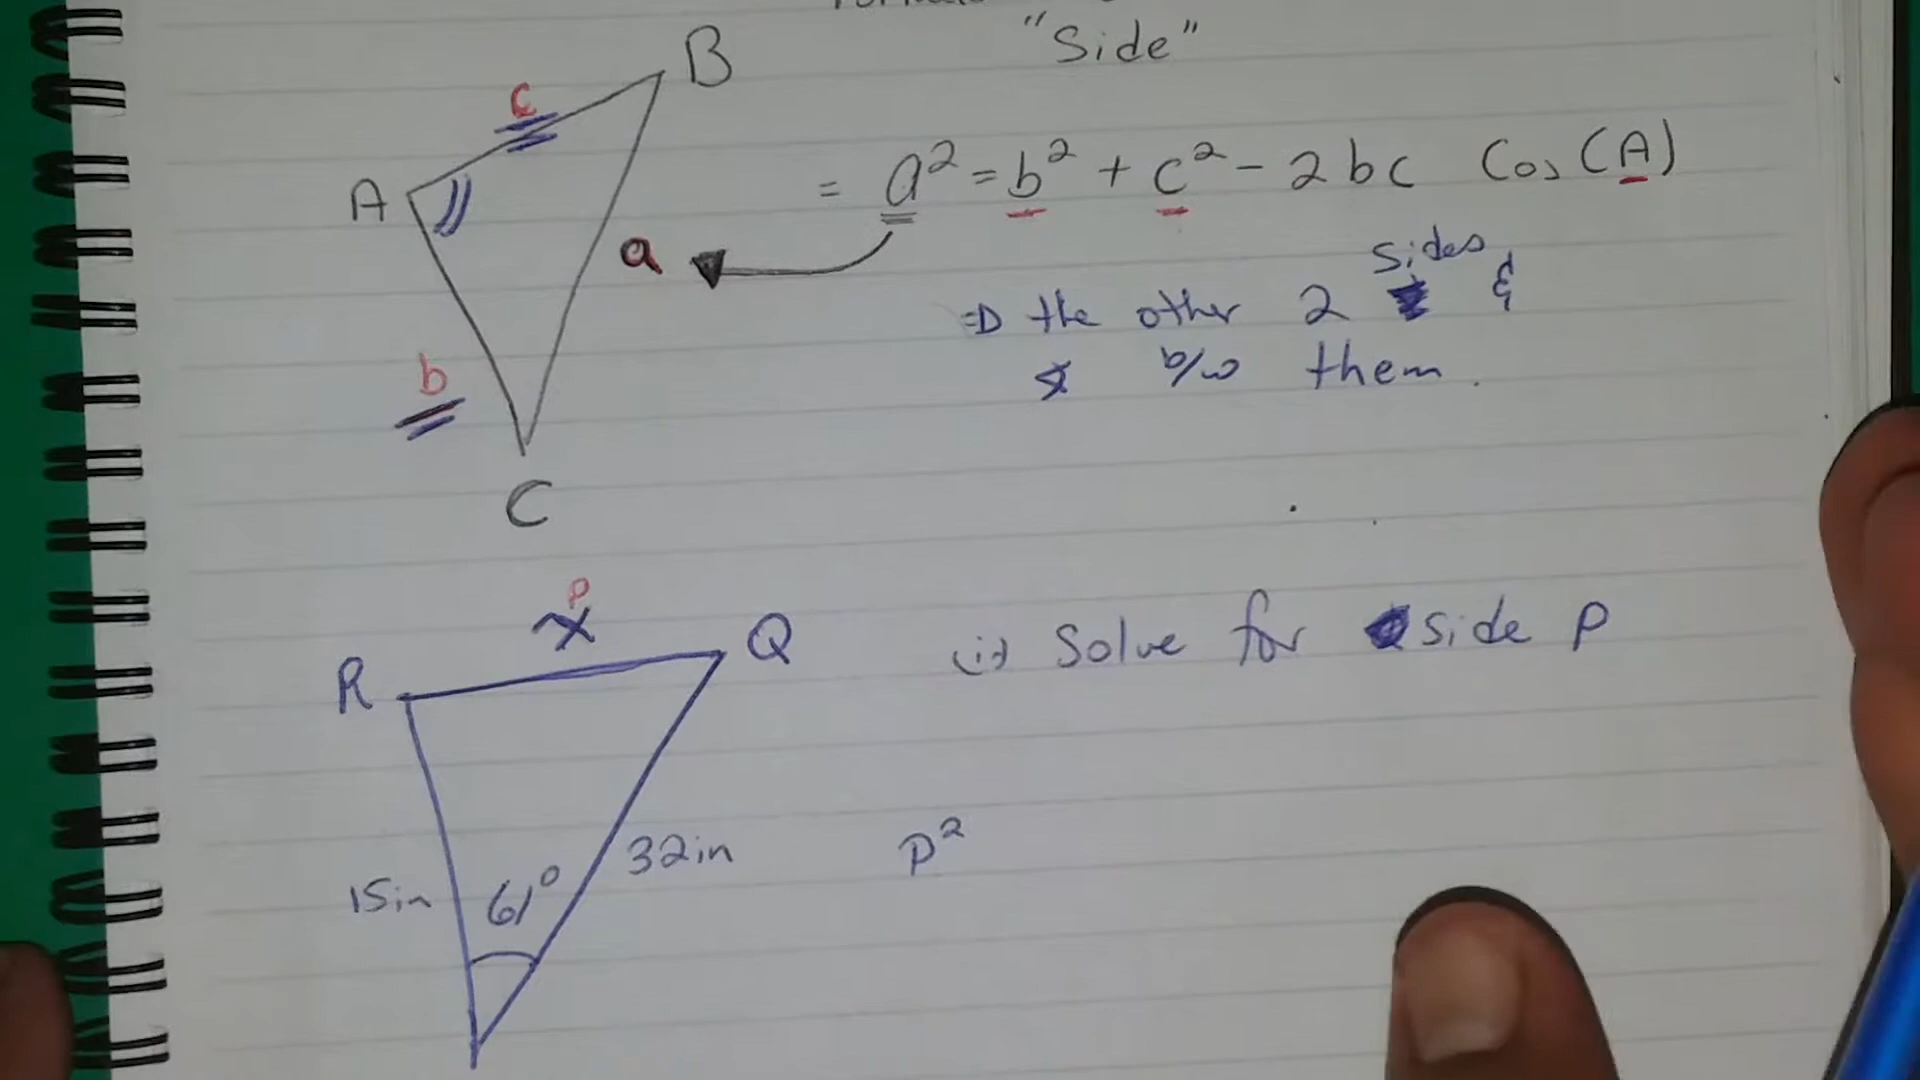 "Side"
B
c
A
= a² = b² + c² - 2bc Cos(A)
a
=> the other 2 sides &
∢ b/w them.
b
C
p
x
R
Q
(i) Solve for side p
15in
61°
32in
p²